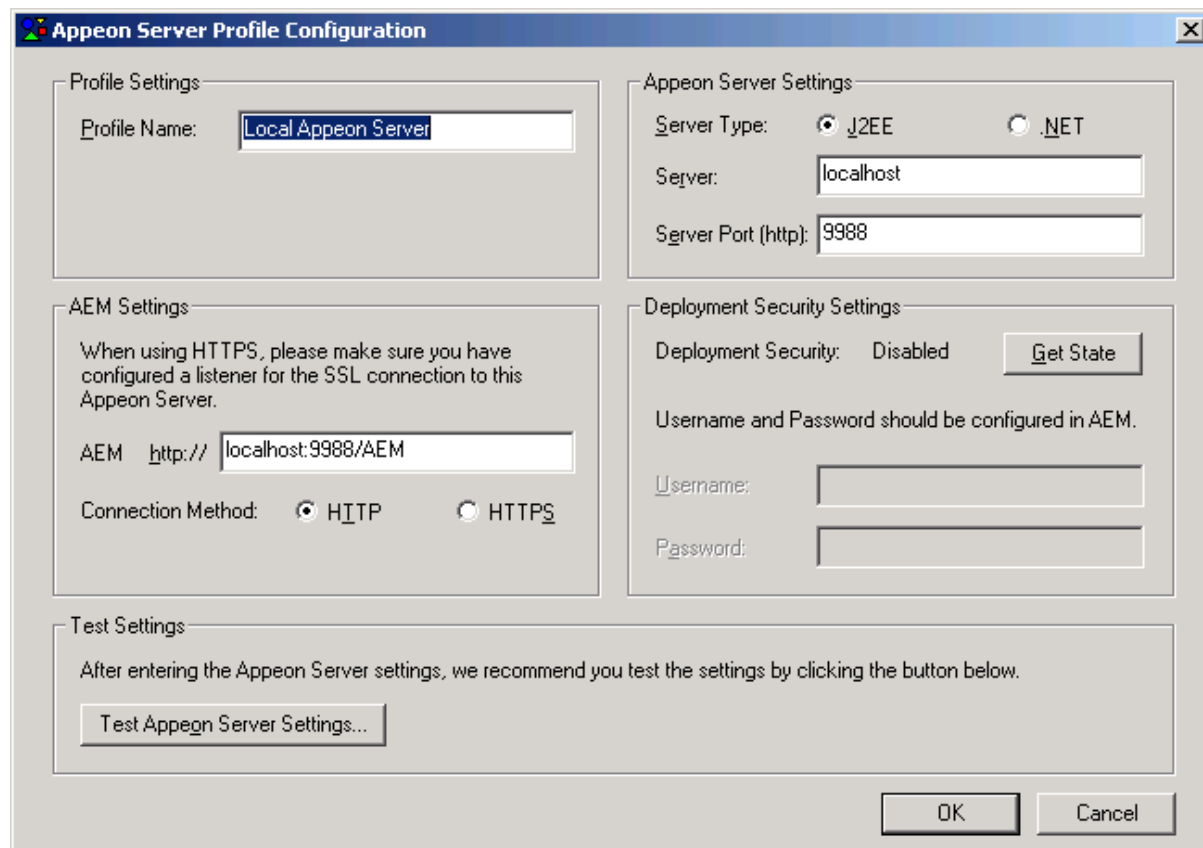 Appeon Server Profile Configuration
Profile Settings
Profile Name: Local Appeon Server
Appeon Server Settings
Server Type: J2EE .NET
Server: localhost
Server Port (http): 9988
AEM Settings
When using HTTPS, please make sure you have
configured a listener for the SSL connection to this
Appeon Server.
AEM http:// localhost:9988/AEM
Connection Method: HTTP HTTPS
Deployment Security Settings
Deployment Security: Disabled Get State
Username and Password should be configured in AEM.
Username:
Password:
Test Settings
After entering the Appeon Server settings, we recommend you test the settings by clicking the button below.
Test Appeon Server Settings...
OK Cancel